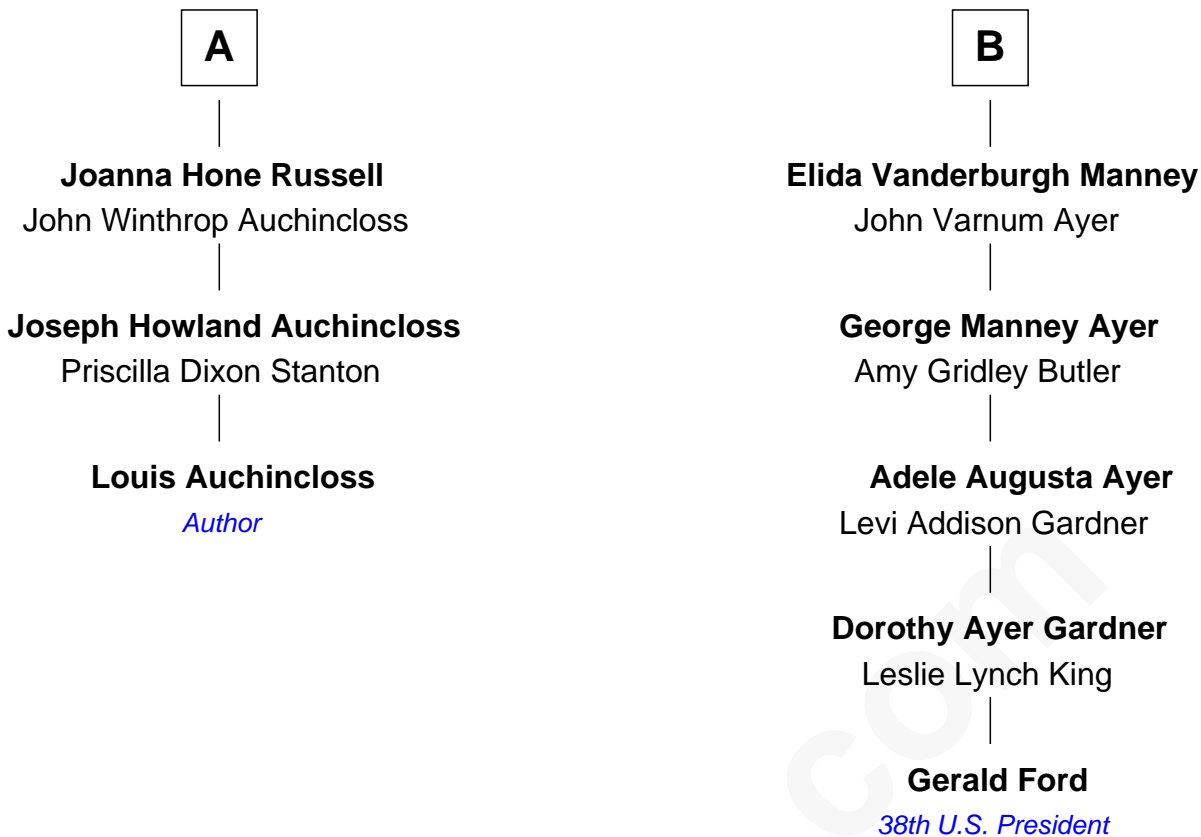 A
Joanna Hone Russell
John Winthrop Auchincloss
Joseph Howland Auchincloss
Priscilla Dixon Stanton
Louis Auchincloss
Author
B
Elida Vanderburgh Manney
John Varnum Ayer
George Manney Ayer
Amy Gridley Butler
Adele Augusta Ayer
Levi Addison Gardner
Dorothy Ayer Gardner
Leslie Lynch King
Gerald Ford
38th U.S. President
com